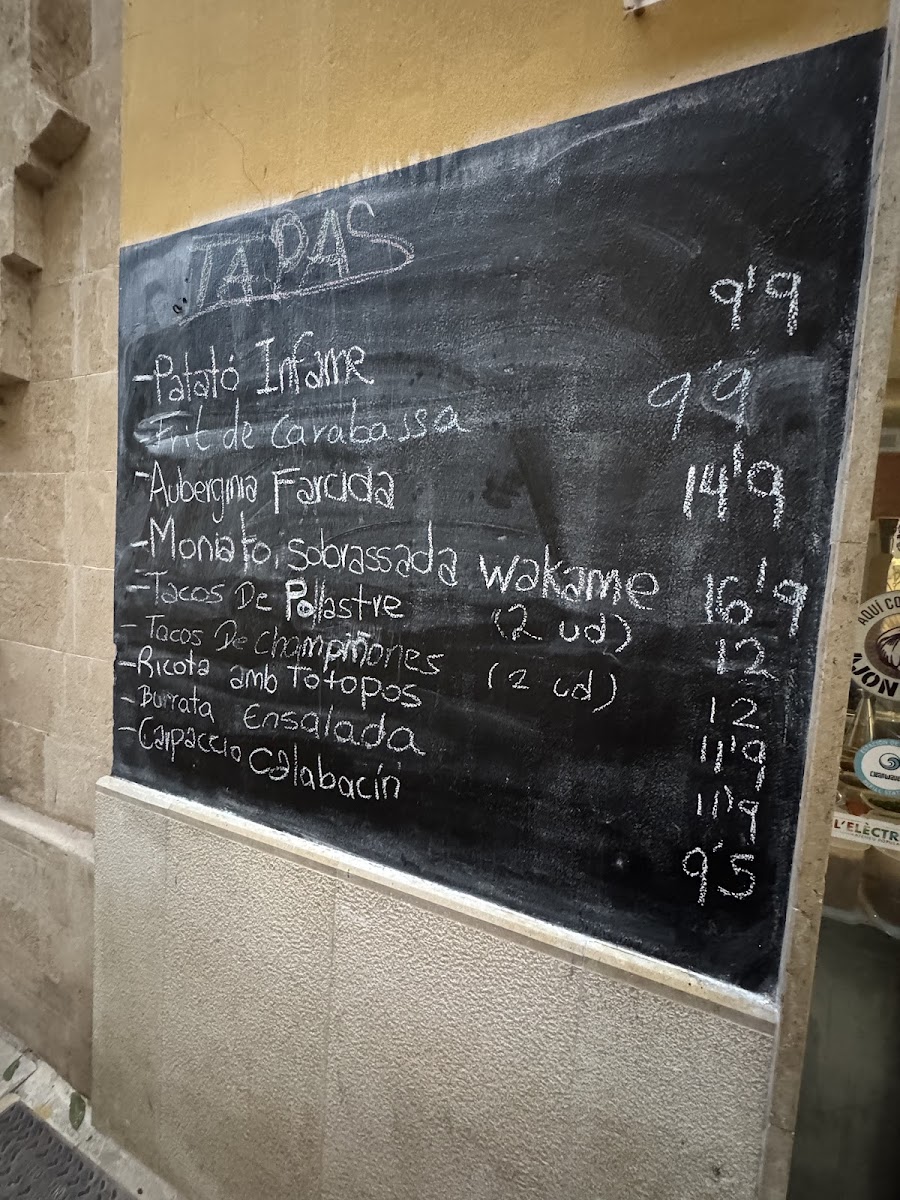 TAPAS
-Patató Infame 9'9
-Frit de carabassa 9'9
-Auberginia Farcida 14'9
-Moniato, sobrassada wakame 16'9
-Tacos De Pollastre (2 ud) 12
-Tacos De champiñones (2 ud) 12
-Ricota amb Totopos 11'9
-Burrata Ensalada 11'9
-Carpaccio calabacín 9'5
AQUÍ
L'ELÈCTR